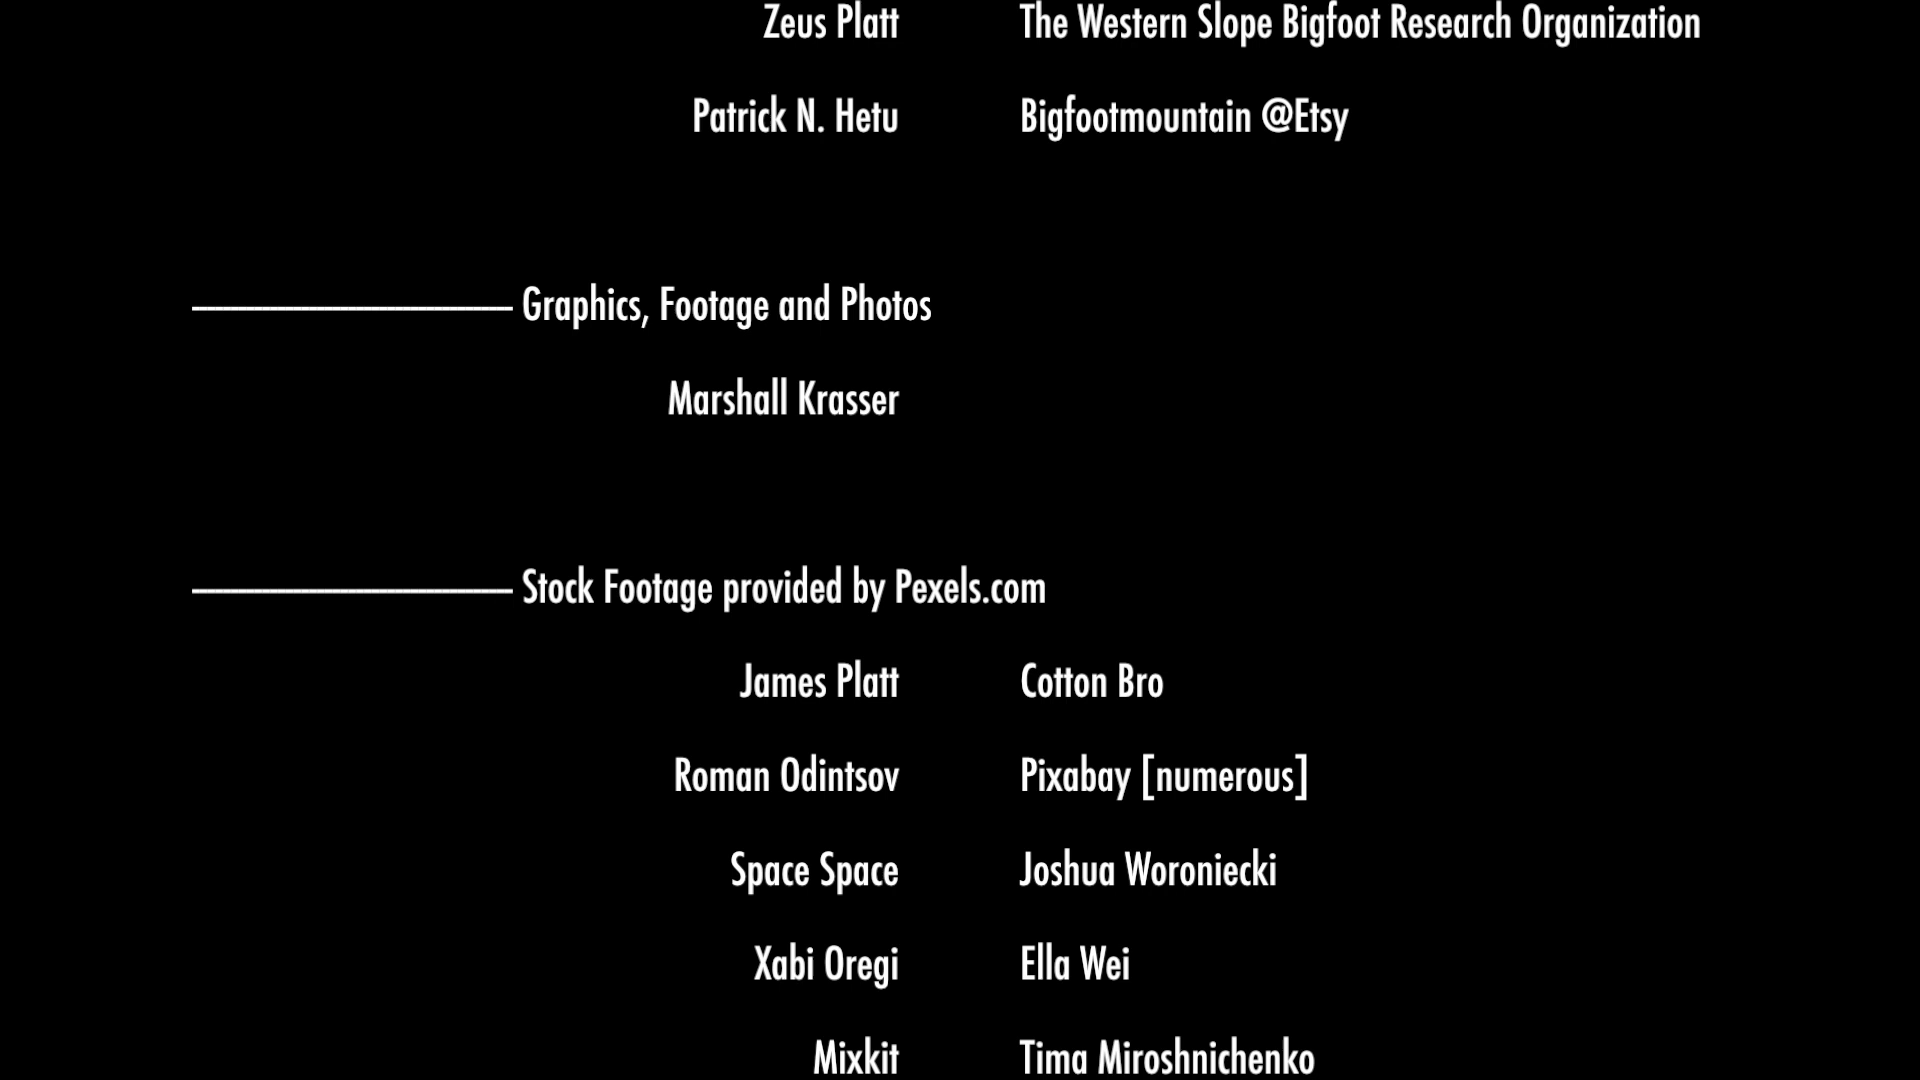 Zeus Platt The Western Slope Bigfoot Research Organization
Patrick N. Hetu Bigfootmountain @Etsy
Graphics, Footage and Photos
Marshall Krasser
Stock Footage provided by Pexels.com
James Platt Cotton Bro
Roman Odintsov Pixabay [numerous]
Space Space Joshua Woroniecki
Xabi Oregi Ella Wei
Mixkit Tima Miroshnichenko